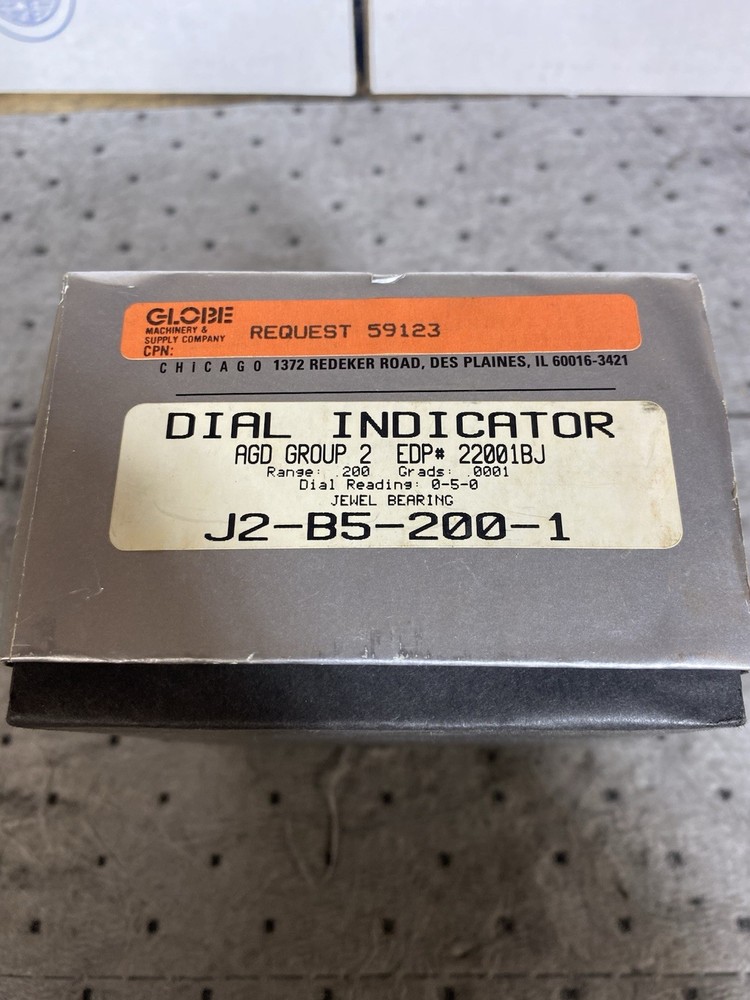 GLOBE
MACHINERY &
SUPPLY COMPANY
CPN:
REQUEST 59123
CHICAGO 1372 REDEKER ROAD, DES PLAINES, IL 60016-3421
DIAL INDICATOR
AGD GROUP 2 EDP# 22001BJ
Range: .200 Grads: .0001
Dial Reading: 0-5-0
JEWEL BEARING
J2-B5-200-1